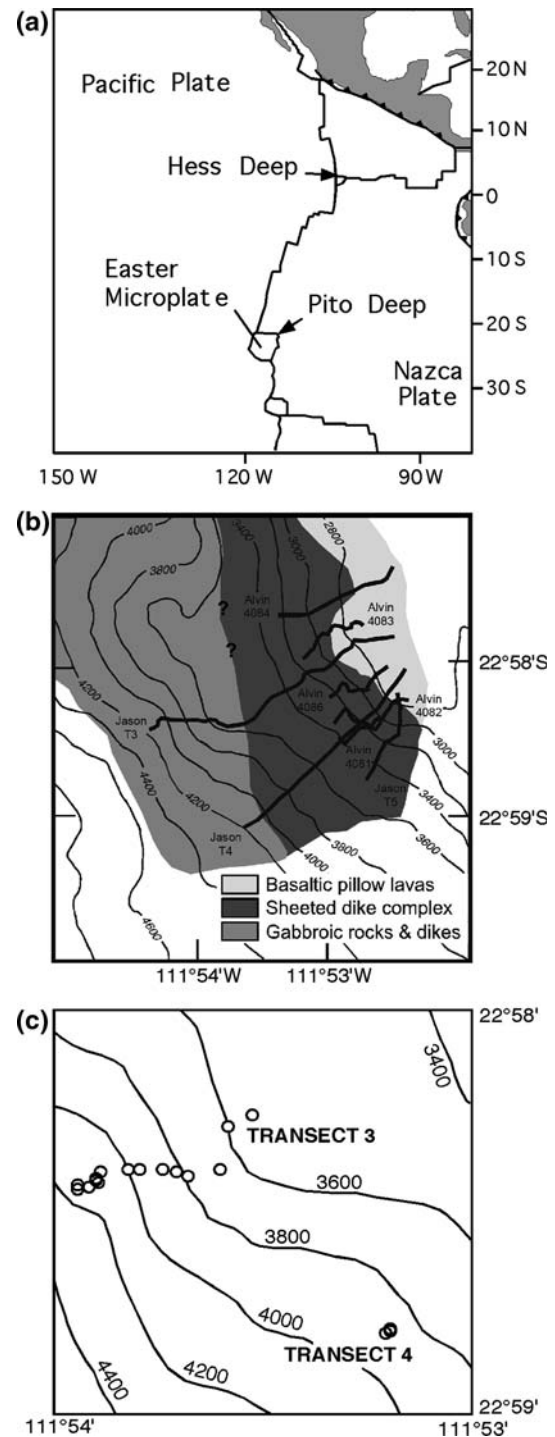 (a)
Pacific Plate
Hess Deep
Easter
Microplate
Pito Deep
Nazca
Plate
20 N
10 N
0
10 S
20 S
30 S
150 W
120 W
90 W
(b)
4000
3800
3400
3000
2800
?
?
Alvin
4084
Alvin
4083
Alvin
4086
Alvin
4082
Alvin
4081
Jason
T3
Jason
T4
Jason
T5
4200
4400
4600
4200
4000
3800
3600
3400
3000
22°58'S
22°59'S
Basaltic pillow lavas
Sheeted dike complex
Gabbroic rocks & dikes
111°54'W
111°53'W
(c)
22°58'
3400
TRANSECT 3
3600
3800
4000
TRANSECT 4
4200
4400
22°59'
111°54'
111°53'